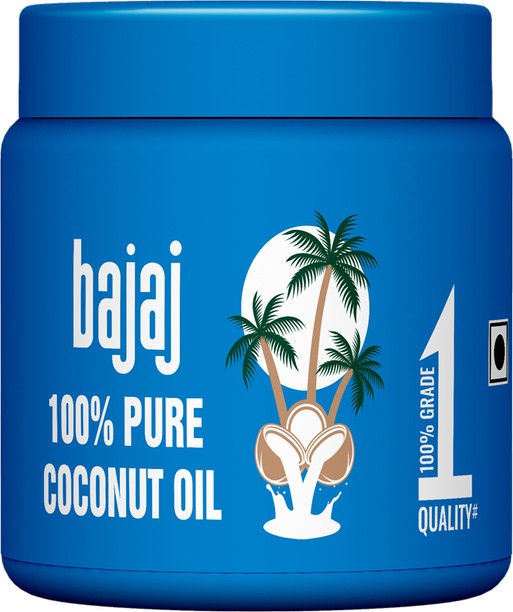 bajaj
100% PURE
COCONUT OIL
100% GRADE
1
QUALITY#